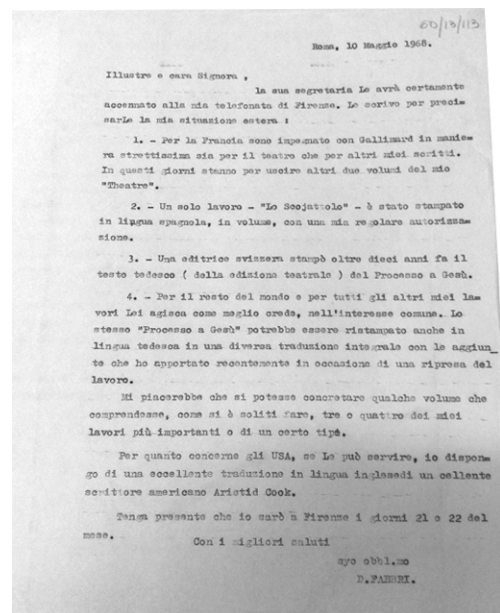 60/13/113
Roma, 10 Maggio 1968.
Illustre e cara Signora ,
la sua segretaria Le avrà certamente
accennato alla mia telefonata di Firenze. Le scrivo per preci=
sarLe la mia situazione estera :
1. - Per la Francia sono impegnato con Gallimard in manie=
ra strettissima sia per il teatro che per altri miei scritti.
In questi giorni stanno per uscire altri due volumi del mio
"Theatre".
2. - Un solo lavoro - "Lo Scojattolo" - è stato stampato
in lingua spagnola, in volume, con una mia regolare autorizza=
zione.
3. - Una editrice svizzera stampò oltre dieci anni fa il
testo tedesco ( della edizione teatrale ) del Processo a Gesù.
4. - Per il resto del mondo e per tutti gli altri miei la=
vori Lei agisca come meglio crede, nell'interesse comune. Lo
stesso "Processo a Gesù" potrebbe essere ristampato anche in
lingua tedesca in una diversa traduzione integrale con le aggiun_
te che ho apportato recentemente in occasione di una ripresa del
lavoro.
Mi piacerebbe che si potesse concretare qualche volume che
comprendesse, come si è soliti fare, tre o quattro dei miei
lavori più importanti o di un certo tipo.
Per quanto concerne gli USA, se Le può servire, io dispon=
go di una eccellente traduzione in lingua inglesedi un cellente
scrittore americano Aristid Cook.
Tenga presente che io sarò a Firenze i giorni 21 e 22 del
mese.
Con i migliori saluti
obbl.mo
D.FABBRI.